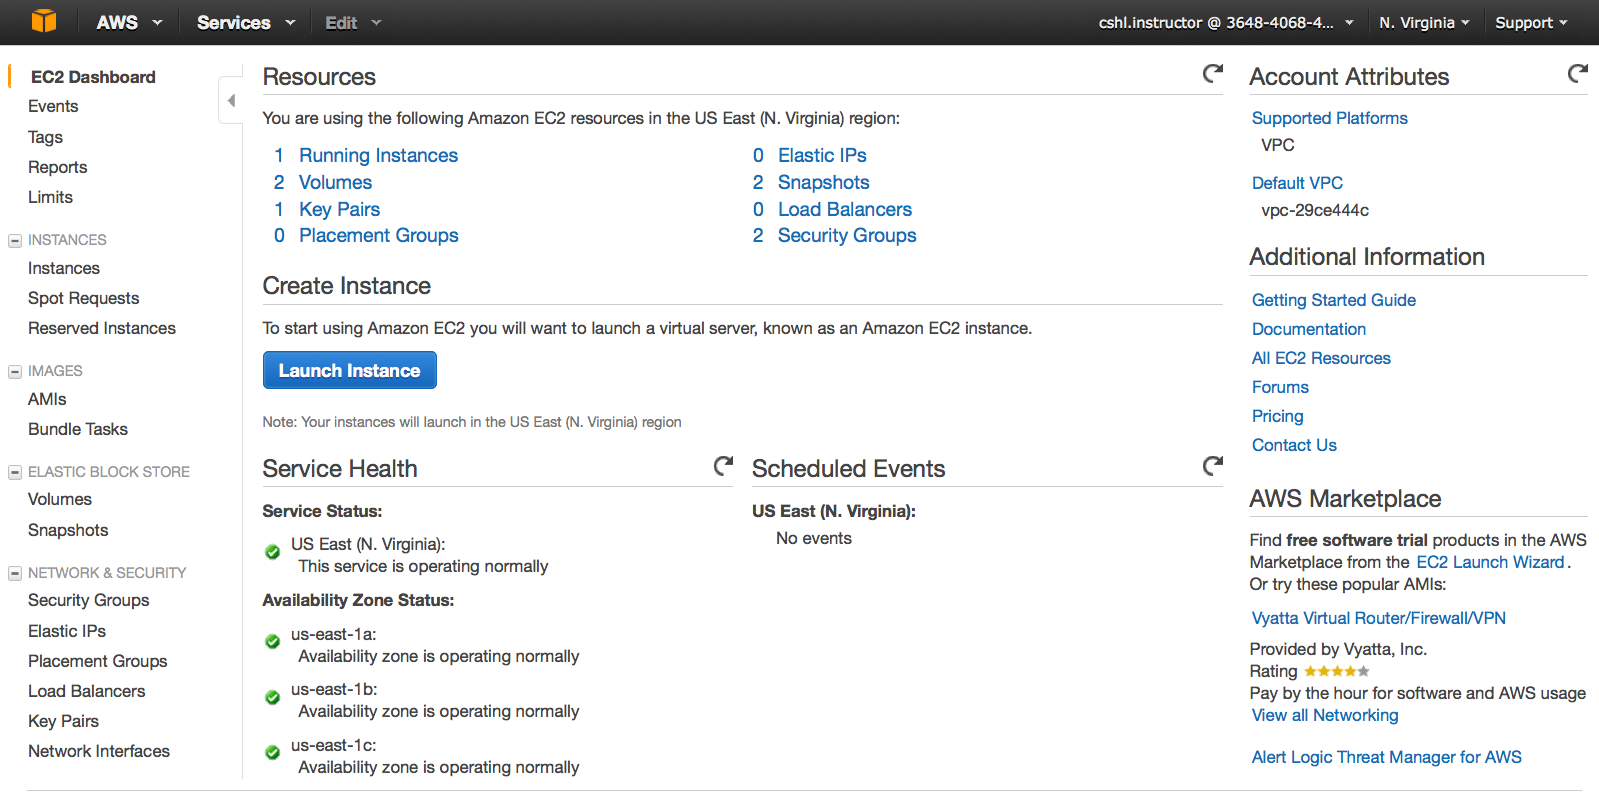 AWS Services Edit cshl.instructor @ 3648-4068-4... N. Virginia Support
EC2 Dashboard
Events
Tags
Reports
Limits
INSTANCES
Instances
Spot Requests
Reserved Instances
IMAGES
AMIs
Bundle Tasks
ELASTIC BLOCK STORE
Volumes
Snapshots
NETWORK & SECURITY
Security Groups
Elastic IPs
Placement Groups
Load Balancers
Key Pairs
Network Interfaces
Resources
You are using the following Amazon EC2 resources in the US East (N. Virginia) region:
1 Running Instances
2 Volumes
1 Key Pairs
0 Placement Groups
0 Elastic IPs
2 Snapshots
0 Load Balancers
2 Security Groups
Create Instance
To start using Amazon EC2 you will want to launch a virtual server, known as an Amazon EC2 instance.
Launch Instance
Note: Your instances will launch in the US East (N. Virginia) region
Service Health
Service Status:
US East (N. Virginia):
This service is operating normally
Availability Zone Status:
us-east-1a:
Availability zone is operating normally
us-east-1b:
Availability zone is operating normally
us-east-1c:
Availability zone is operating normally
Scheduled Events
US East (N. Virginia):
No events
Account Attributes
Supported Platforms
VPC
Default VPC
vpc-29ce444c
Additional Information
Getting Started Guide
Documentation
All EC2 Resources
Forums
Pricing
Contact Us
AWS Marketplace
Find free software trial products in the AWS
Marketplace from the EC2 Launch Wizard.
Or try these popular AMIs:
Vyatta Virtual Router/Firewall/VPN
Provided by Vyatta, Inc.
Rating
Pay by the hour for software and AWS usage
View all Networking
Alert Logic Threat Manager for AWS